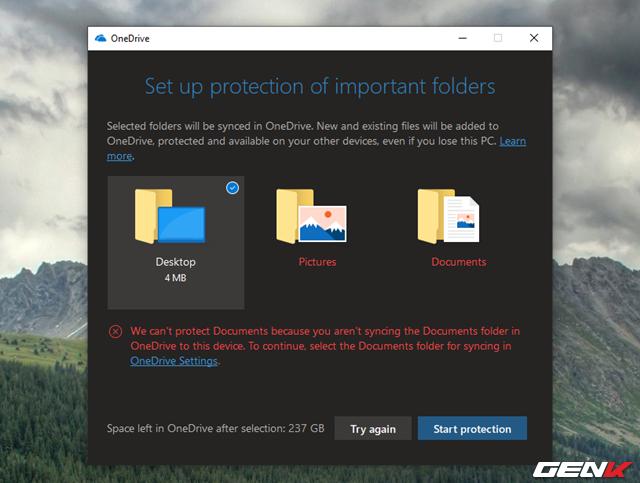 OneDrive
Set up protection of important folders
Selected folders will be synced in OneDrive. New and existing files will be added to
OneDrive, protected and available on your other devices, even if you lose this PC. Learn
more.
Desktop
4 MB
Pictures
Documents
We can't protect Documents because you aren't syncing the Documents folder in
OneDrive to this device. To continue, select the Documents folder for syncing in
OneDrive Settings.
Space left in OneDrive after selection: 237 GB
Try again
Start protection
GENK